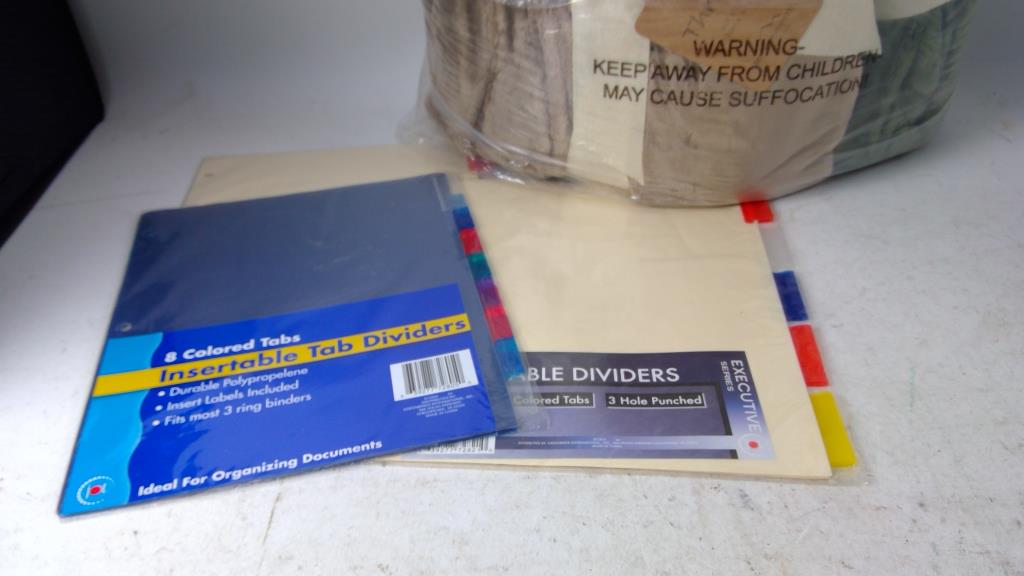 WARNING-
KEEP AWAY FROM CHILDREN
MAY CAUSE SUFFOCATION!
8 Colored Tabs
Insertable Tab Dividers
• Durable Polypropelene
• Insert Labels Included
• Fits most 3 ring binders
Ideal For Organizing Documents
ABLE DIVIDERS
Colored Tabs
3 Hole Punched
EXECUTIVE
SERIES